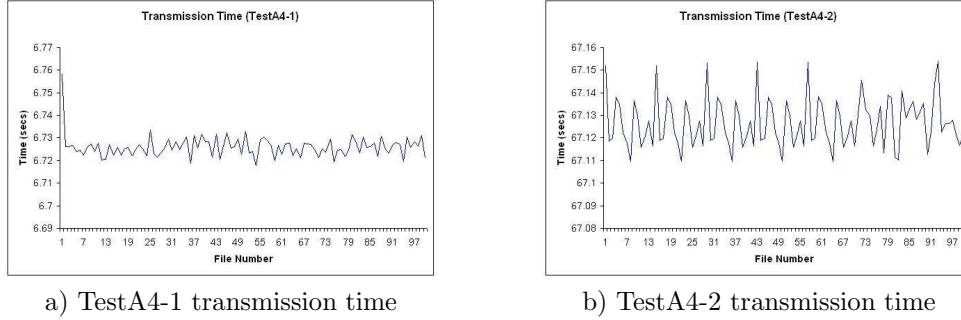 Transmission Time (TestA4-1)
Time (secs)
6.77
6.76
6.75
6.74
6.73
6.72
6.71
6.7
6.69
1 7 13 19 25 31 37 43 49 55 61 67 73 79 85 91 97
File Number
a) TestA4-1 transmission time
Transmission Time (TestA4-2)
Time (secs)
67.16
67.15
67.14
67.13
67.12
67.11
67.1
67.09
67.08
1 7 13 19 25 31 37 43 49 55 61 67 73 79 85 91 97
File Number
b) TestA4-2 transmission time